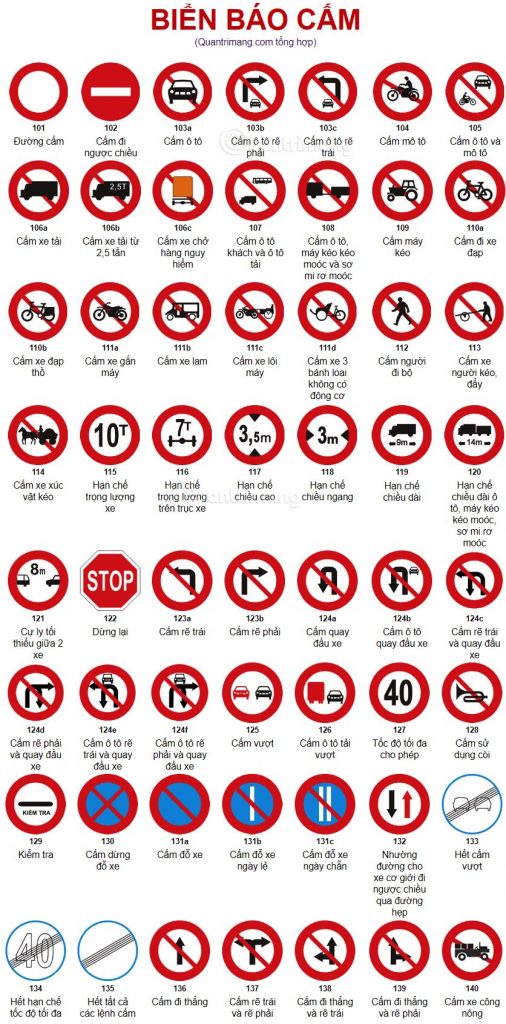 BIỂN BÁO CẤM
(Quantrimang.com tổng hợp)
101 102 103a 103b 103c 104 105
Đường cấm Cấm đi Cấm ô tô Cấm ô tô rẽ Cấm ô tô rẽ Cấm mô tô Cấm ô tô và
ngược chiều phải trái mô tô
2,5T
106a 106b 106c 107 108 109 110a
Cấm xe tải Cấm xe tải từ Cấm xe chở Cấm ô tô Cấm ô tô, Cấm máy Cấm đi xe
2,5 tấn hàng nguy khách và ô tô máy kéo kéo kéo đạp
hiểm tải moóc và sơ
mi rơ moóc
110b 111a 111b 111c 111d 112 113
Cấm xe đạp Cấm xe gắn Cấm xe lam Cấm xe lôi Cấm xe 3 Cấm người Cấm xe
thồ máy máy bánh loại đi bộ người kéo,
không có đẩy
động cơ
10T 7T 3,5m 3m 9m 14m
114 115 116 117 118 119 120
Cấm xe xúc Hạn chế Hạn chế Hạn chế Hạn chế Hạn chế Hạn chế
vật kéo trọng lượng trọng lượng chiều cao chiều ngang chiều dài chiều dài ô
xe trên trục xe tô, máy kéo
kéo moóc,
sơ mi rơ
moóc
8m STOP
121 122 123a 123b 124a 124b 124c
Cự ly tối Dừng lại Cấm rẽ trái Cấm rẽ phải Cấm quay Cấm ô tô Cấm rẽ trái
thiểu giữa 2 đầu xe quay đầu xe và quay đầu
xe xe
40
124d 124e 124f 125 126 127 128
Cấm rẽ phải Cấm ô tô rẽ Cấm ô tô rẽ Cấm vượt Cấm ô tô tải Tốc độ tối đa Cấm sử
và quay đầu trái và quay phải và quay vượt cho phép dụng còi
xe đầu xe đầu xe
KIỂM TRA
129 130 131a 131b 131c 132 133
Kiểm tra Cấm dừng Cấm đỗ xe Cấm đỗ xe Cấm đỗ xe Nhường Hết cấm
đỗ xe ngày lẻ ngày chẵn đường cho vượt
xe cơ giới đi
ngược chiều
qua đường
hẹp
40
134 135 136 137 138 139 140
Hết hạn chế Hết tất cả Cấm đi thẳng Cấm rẽ trái Cấm đi thẳng Cấm đi thẳng Cấm xe công
tốc độ tối đa các lệnh cấm và rẽ phải và rẽ trái và rẽ phải nông